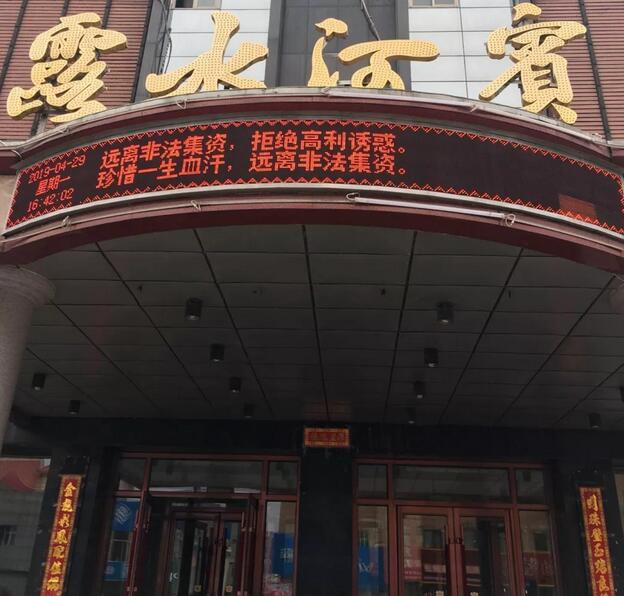 露水河賓
2019-04-29
星期一
16:42:02
远离非法集资，拒绝高利诱惑。
珍惜一生血汗，远离非法集资。